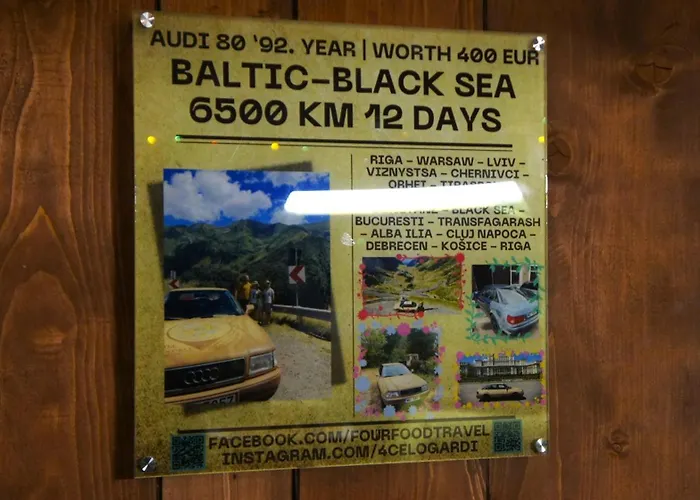 AUDI 80 '92. YEAR | WORTH 400 EUR
BALTIC-BLACK SEA
6500 KM 12 DAYS
RIGA – WARSAW – LVIV –
VIZNYSTSA – CHERNIVCI –
ORHEI –
– BLACK SEA –
BUCURESTI – TRANSFAGARASH
– ALBA ILIA – CLUJ NAPOCA –
DEBRECEN – KOŠICE – RIGA
FACEBOOK.COM/FOURFOODTRAVEL
INSTAGRAM.COM/4CELOGARDI